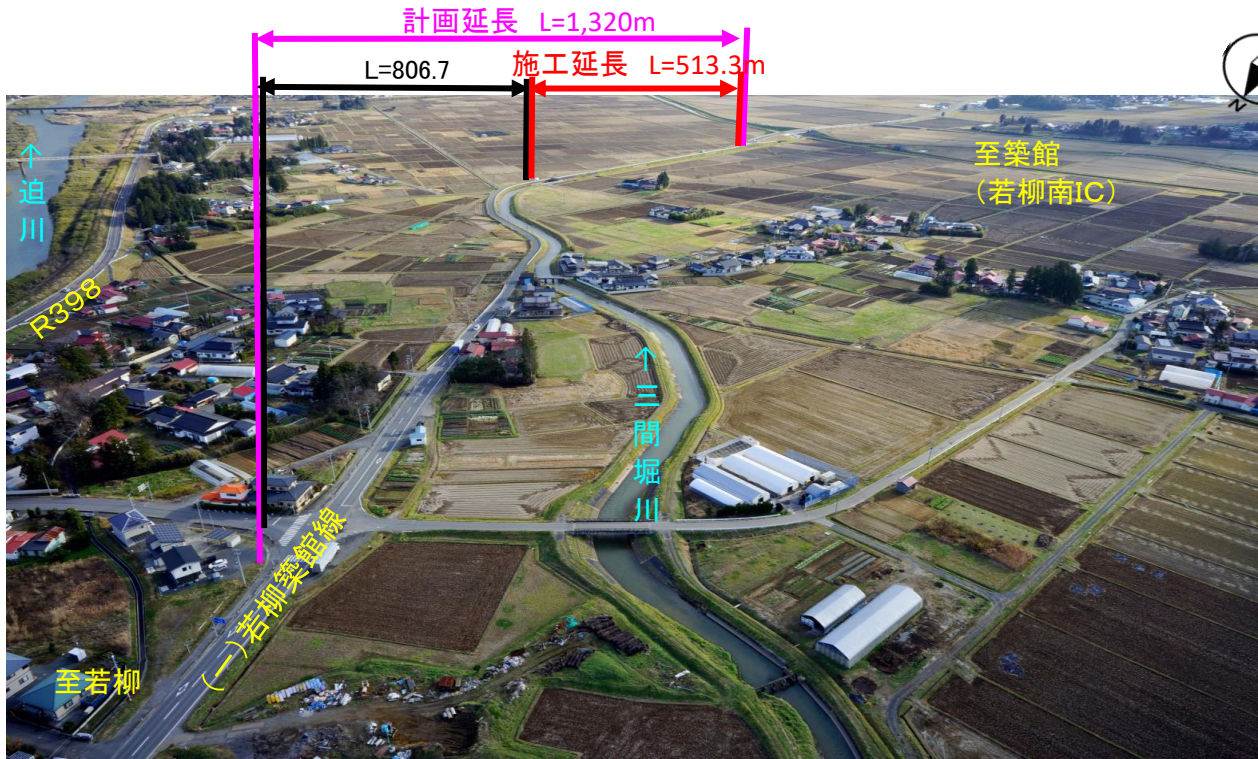 計画延長 L=1,320m
L=806.7
施工延長 L=513.3m
N
至築館
(若柳南IC)
↑迫川
R398
↑三間堀川
(一)若柳築館線
至若柳